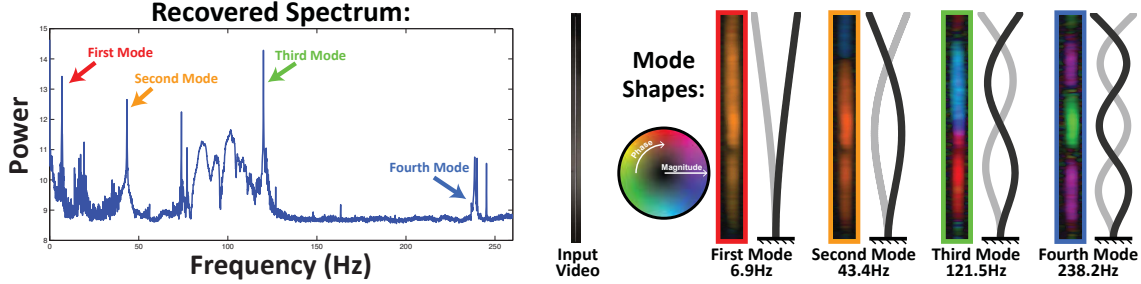 Recovered Spectrum:
15
14
13
12
11
10
9
8
Power
First Mode
Second Mode
Third Mode
Fourth Mode
0
50
100
150
200
250
Frequency (Hz)
Input
Video
Mode
Shapes:
Phase
Magnitude
First Mode
6.9Hz
Second Mode
43.4Hz
Third Mode
121.5Hz
Fourth Mode
238.2Hz